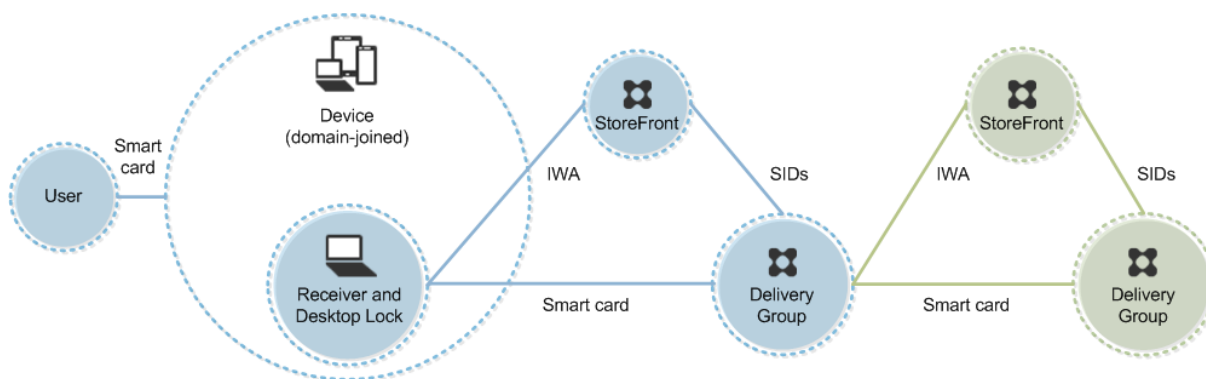 User
Smart
card
Device
(domain-joined)
Receiver and
Desktop Lock
IWA
StoreFront
SIDs
Smart card
Delivery
Group
IWA
StoreFront
SIDs
Smart card
Delivery
Group